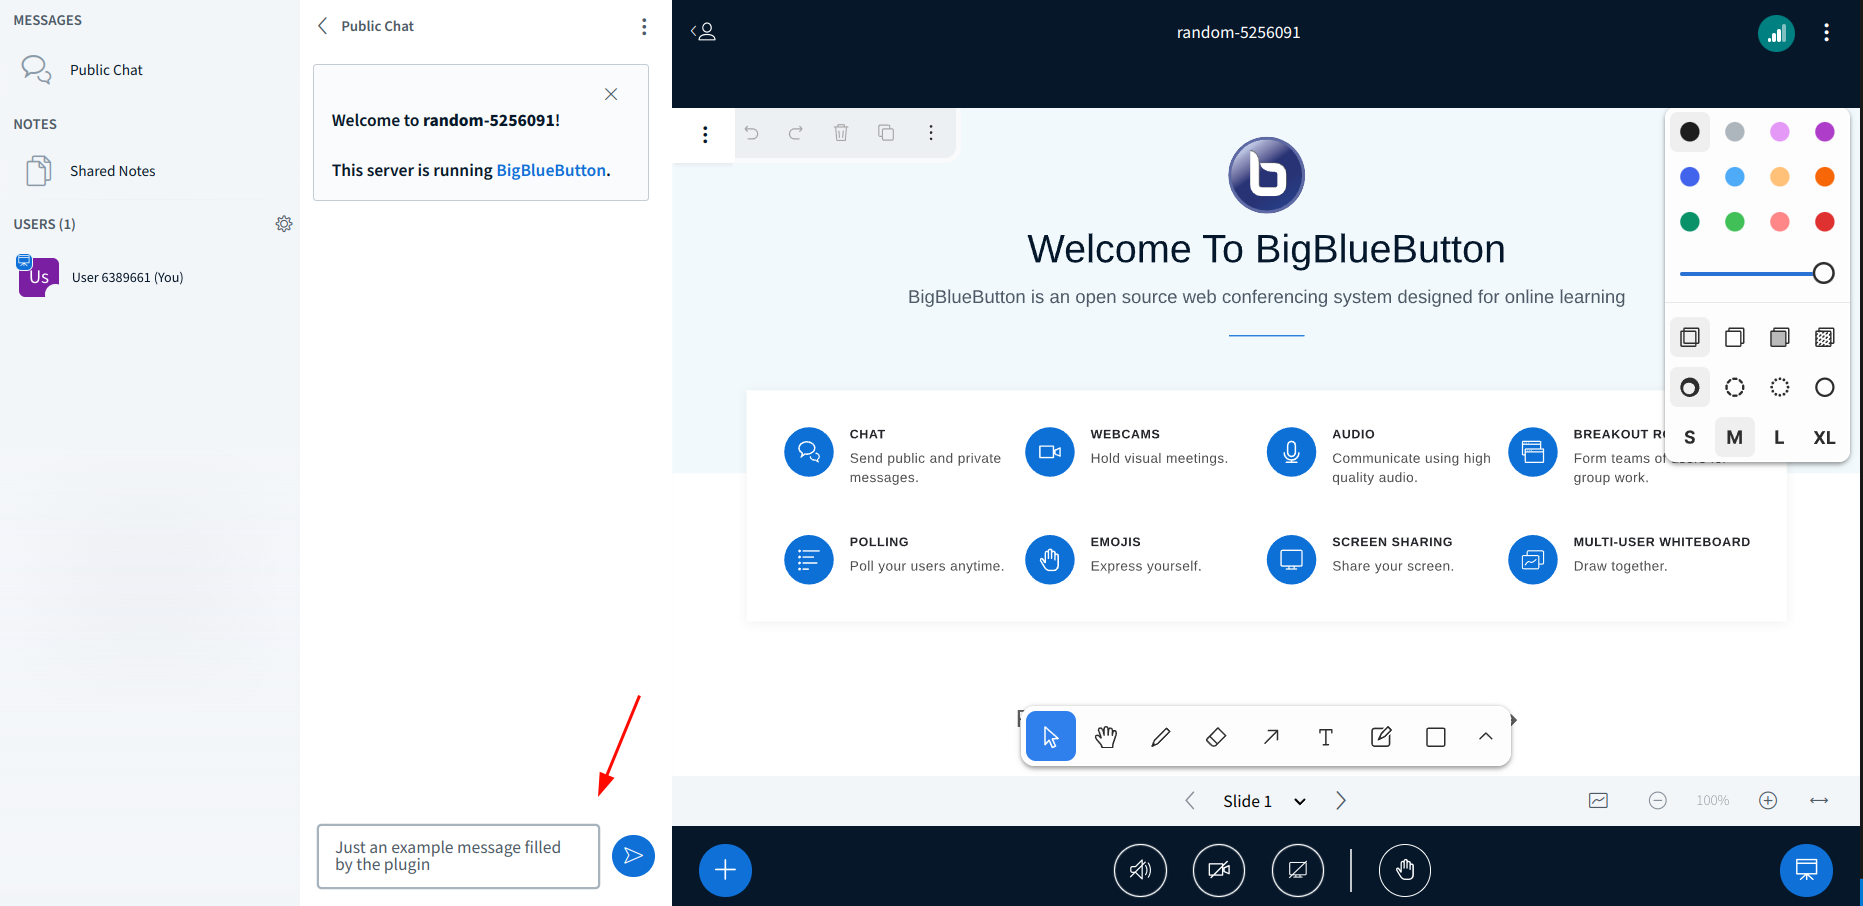 MESSAGES
Public Chat
NOTES
Shared Notes
USERS (1)
Us
User 6389661 (You)
Public Chat
Welcome to random-5256091!
This server is running BigBlueButton.
Just an example message filled
by the plugin
random-5256091
Welcome To BigBlueButton
BigBlueButton is an open source web conferencing system designed for online learning
CHAT
Send public and private
messages.
WEBCAMS
Hold visual meetings.
AUDIO
Communicate using high
quality audio.
BREAKOUT
Form teams of
group work.
POLLING
Poll your users anytime.
EMOJIS
Express yourself.
SCREEN SHARING
Share your screen.
MULTI-USER WHITEBOARD
Draw together.
S
M
L
XL
T
Slide 1
100%